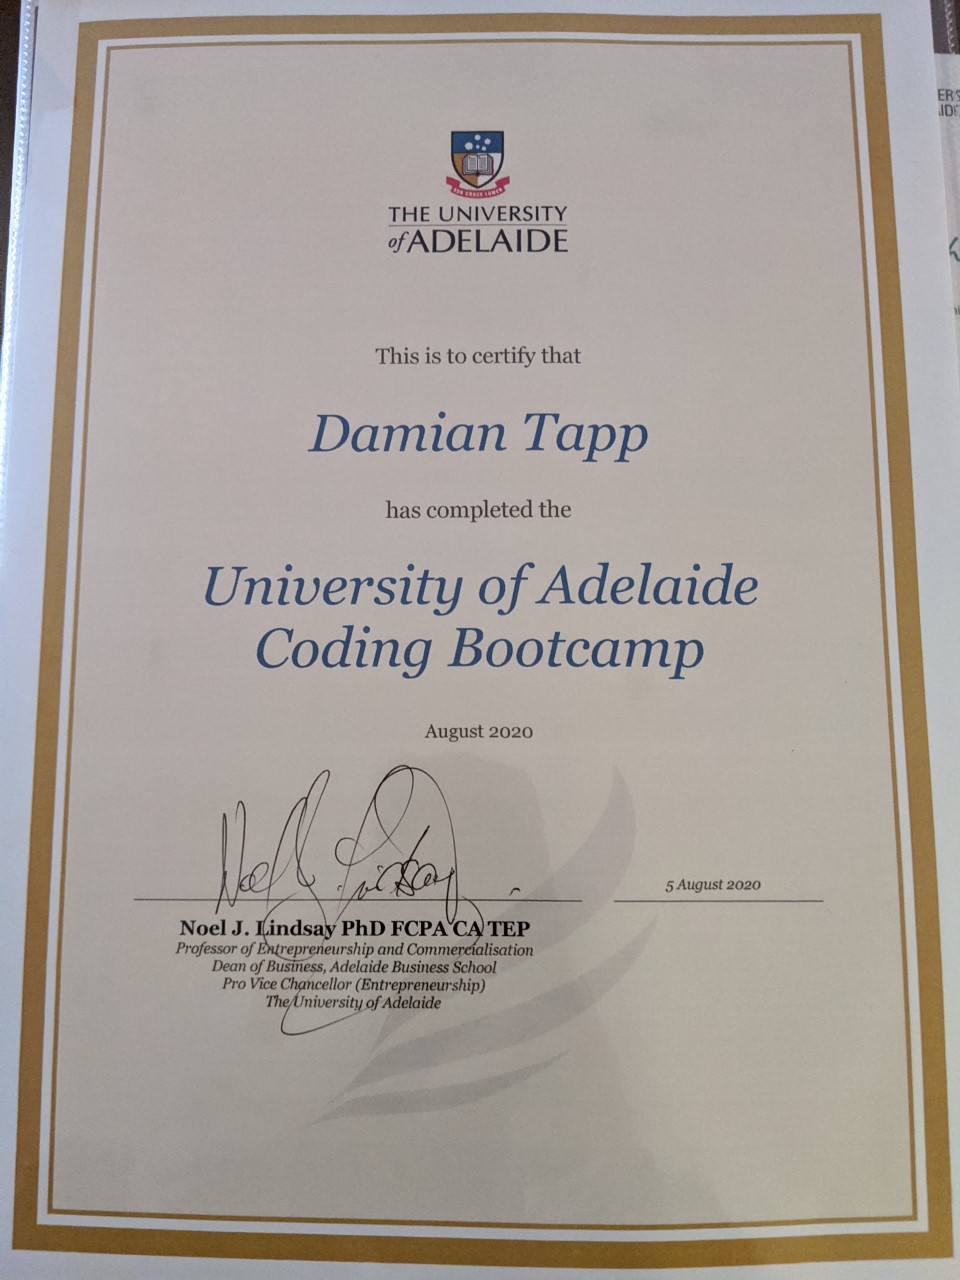 SUB CRUCE LUMEN
THE UNIVERSITY
of ADELAIDE
This is to certify that
Damian Tapp
has completed the
University of Adelaide
Coding Bootcamp
August 2020
Noel Lindsay
5 August 2020
Noel J. Lindsay PhD FCPA CA TEP
Professor of Entrepreneurship and Commercialisation
Dean of Business, Adelaide Business School
Pro Vice Chancellor (Entrepreneurship)
The University of Adelaide